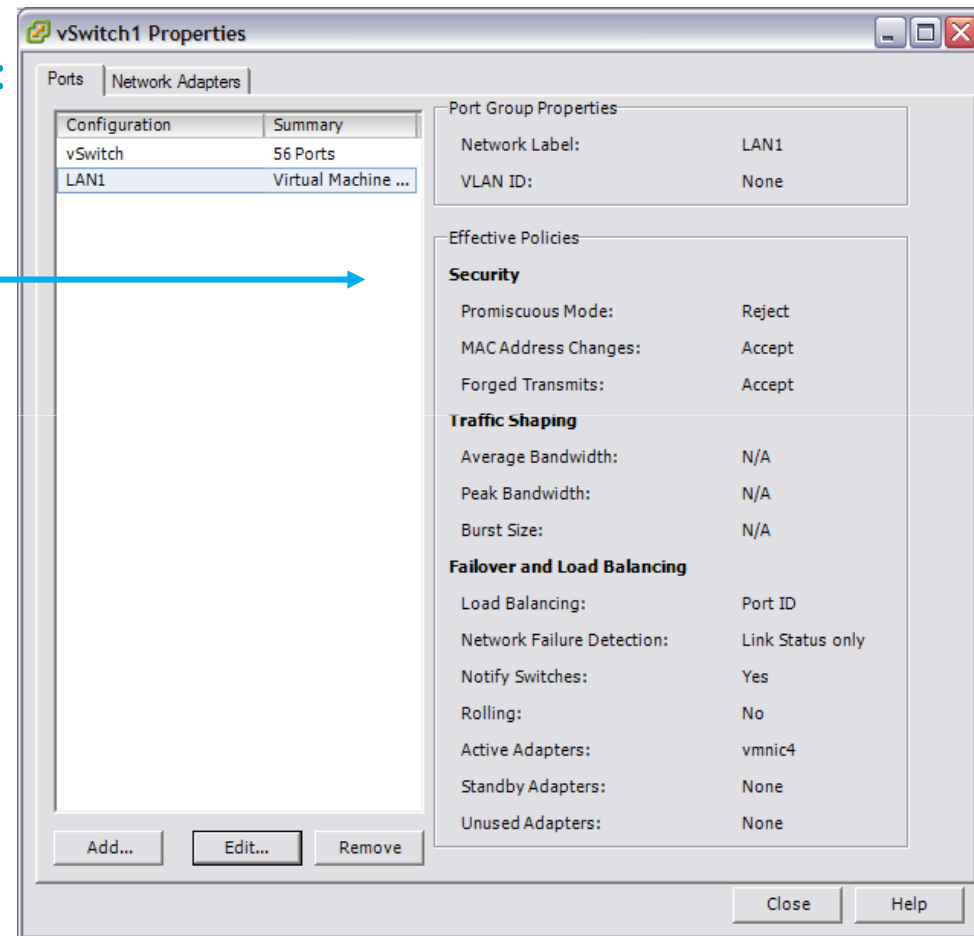 vSwitch1 Properties
:
Ports Network Adapters
Configuration Summary
vSwitch 56 Ports
LAN1 Virtual Machine ...
Port Group Properties
Network Label: LAN1
VLAN ID: None
Effective Policies
Security
Promiscuous Mode: Reject
MAC Address Changes: Accept
Forged Transmits: Accept
Traffic Shaping
Average Bandwidth: N/A
Peak Bandwidth: N/A
Burst Size: N/A
Failover and Load Balancing
Load Balancing: Port ID
Network Failure Detection: Link Status only
Notify Switches: Yes
Rolling: No
Active Adapters: vmnic4
Standby Adapters: None
Unused Adapters: None
Add... Edit... Remove
Close Help